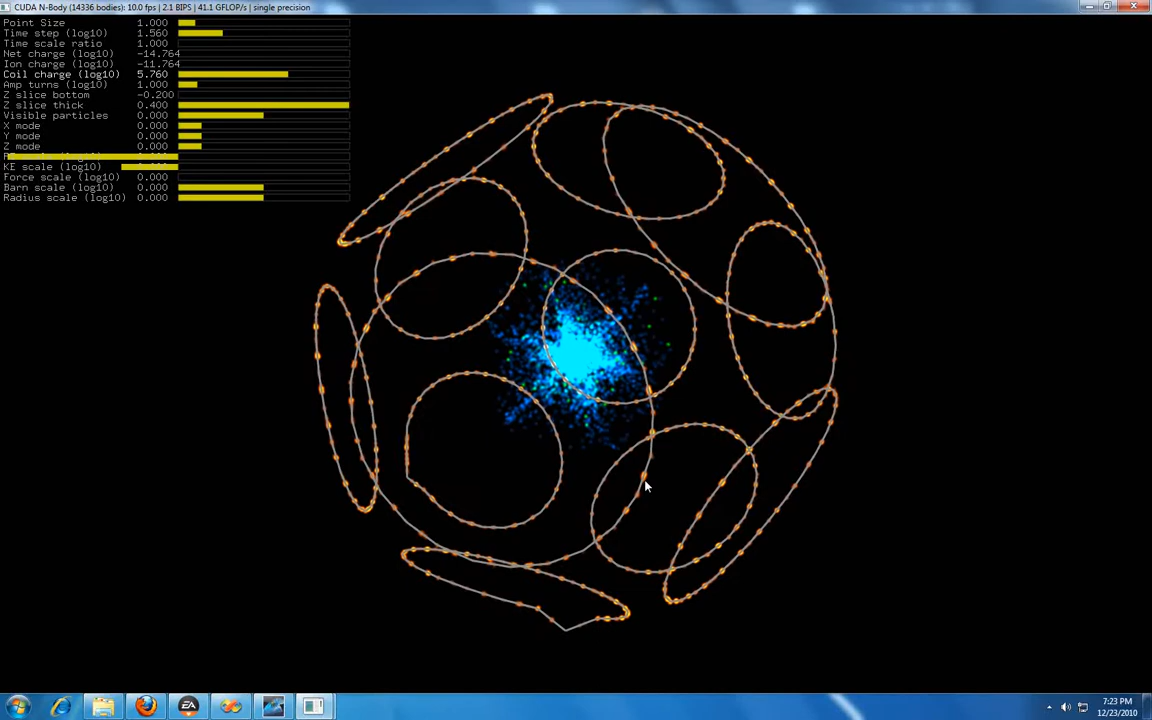 CUDA N-Body (14336 bodies): 10.0 fps | 2.1 BIPS | 41.1 GFLOP/s | single precision
Point Size 1.000
Time step (log10) 1.560
Time scale ratio 1.000
Net charge (log10) -14.764
Ion charge (log10) -11.764
Coil charge (log10) 5.760
Amp turns (log10) 1.000
Z slice bottom -0.200
Z slice thick 0.400
Visible particles 0.000
X mode 0.000
Y mode 0.000
Z mode 0.000
KE scale (log10)
Force scale (log10) 0.000
Barn scale (log10) 0.000
Radius scale (log10) 0.000
EA
7:23 PM
12/23/2010